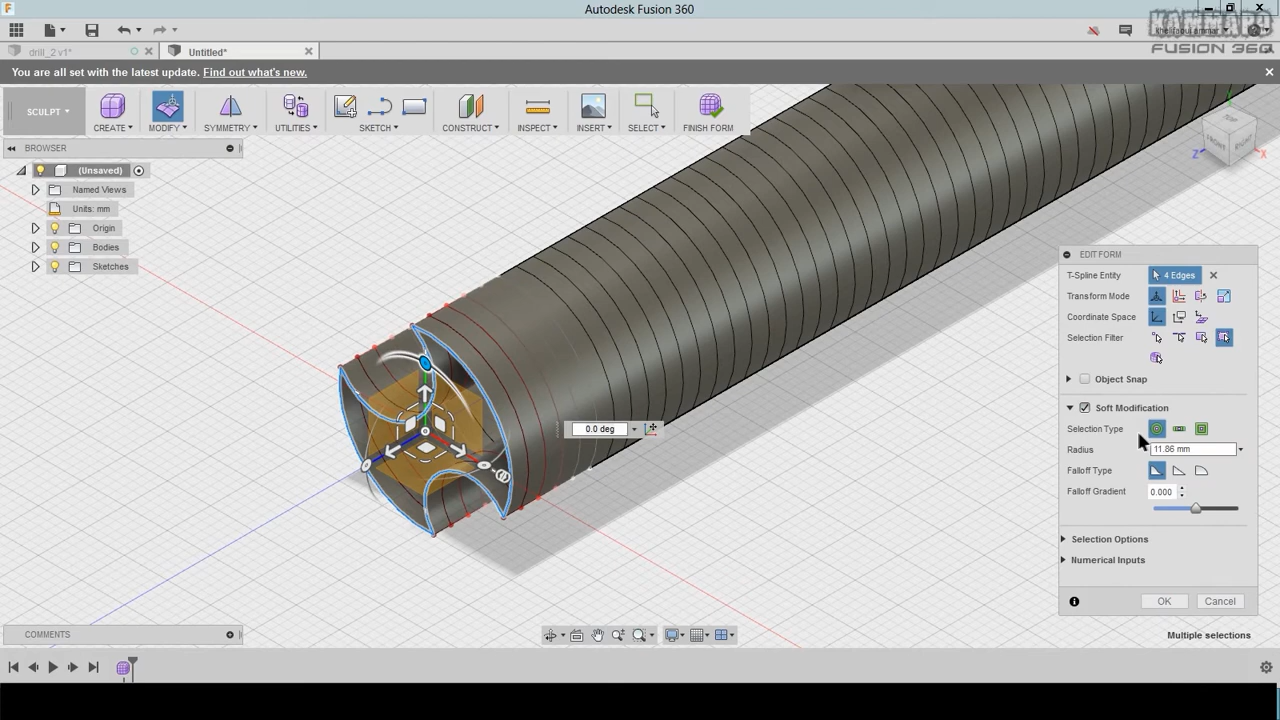 Autodesk Fusion 360
KAMMARP
FUSION 360
drill_2 v1*
Untitled*
You are all set with the latest update. Find out what's new.
SCULPT
CREATE
MODIFY
SYMMETRY
UTILITIES
SKETCH
CONSTRUCT
INSPECT
INSERT
SELECT
FINISH FORM
BROWSER
(Unsaved)
Named Views
Units: mm
Origin
Bodies
Sketches
TOP
FRONT
RIGHT
Z
X
0.0 deg
EDIT FORM
T-Spline Entity
4 Edges
Transform Mode
Coordinate Space
Selection Filter
Object Snap
Soft Modification
Selection Type
Radius
11.86 mm
Falloff Type
Falloff Gradient
0.000
Selection Options
Numerical Inputs
OK
Cancel
COMMENTS
Multiple selections